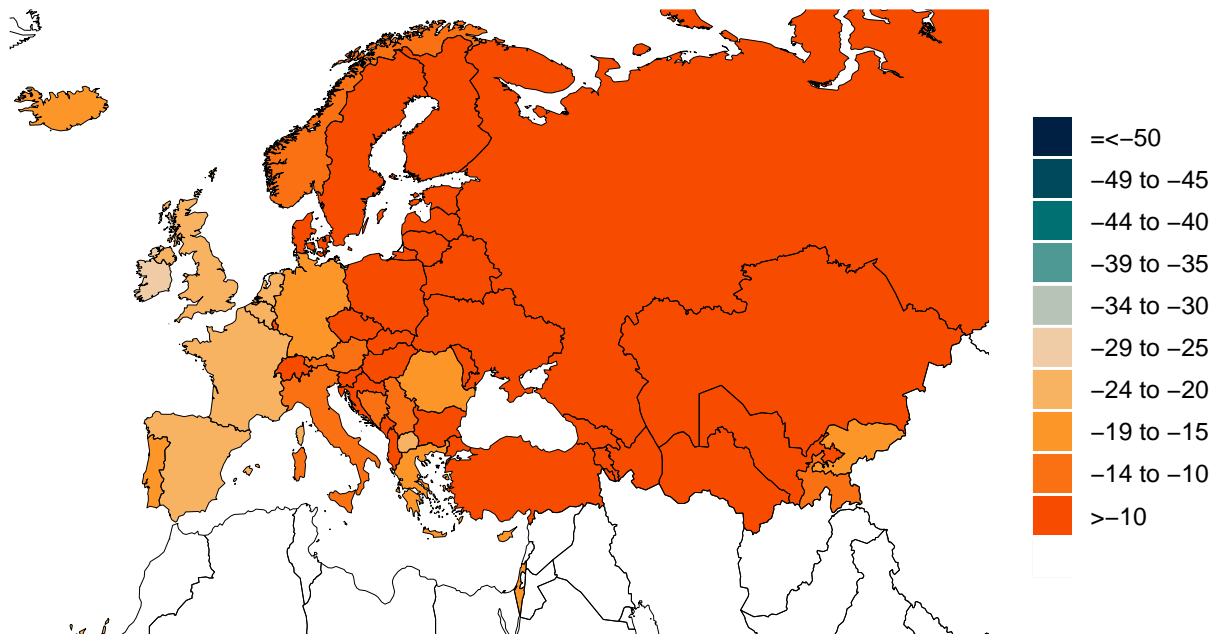 =<−50
−49 to −45
−44 to −40
−39 to −35
−34 to −30
−29 to −25
−24 to −20
−19 to −15
−14 to −10
>−10